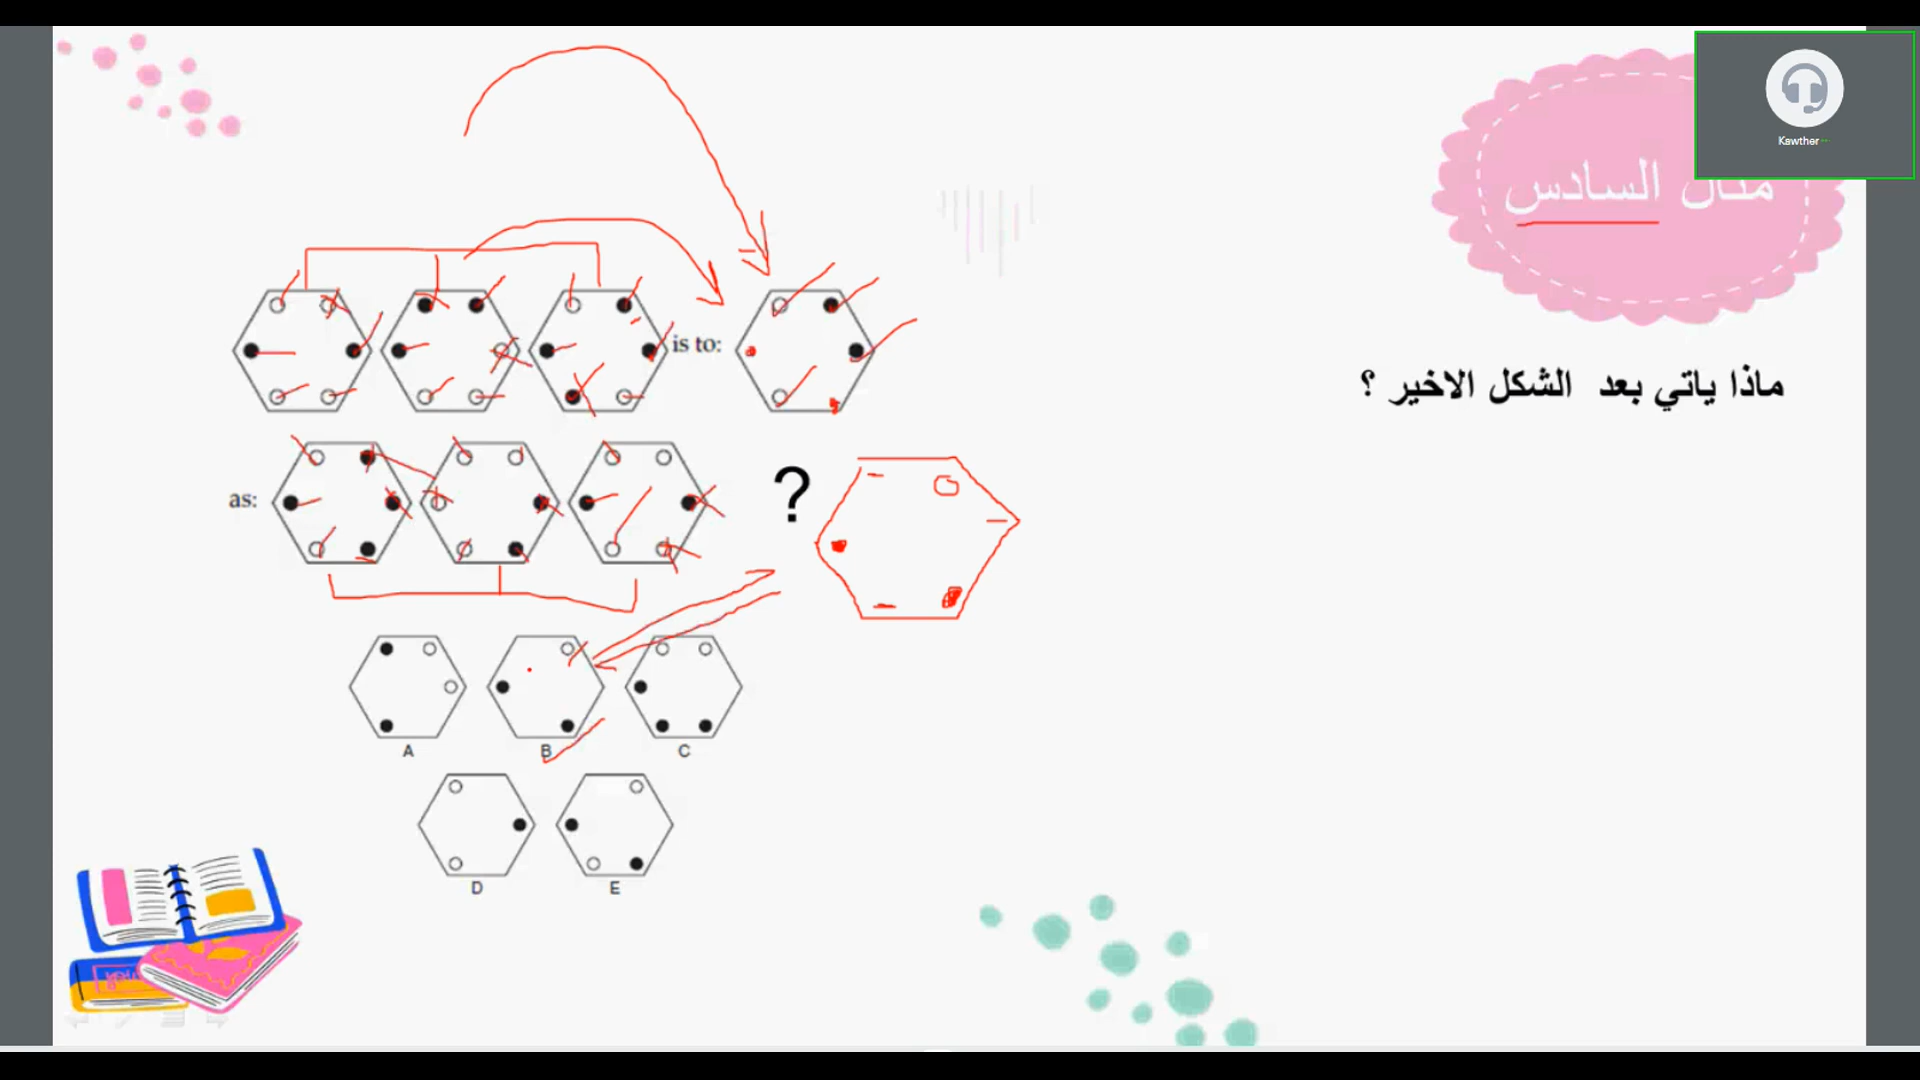 Kawther
مثال السادس
is to:
ماذا ياتي بعد الشكل الاخير ؟
as:
?
A
B
C
D
E